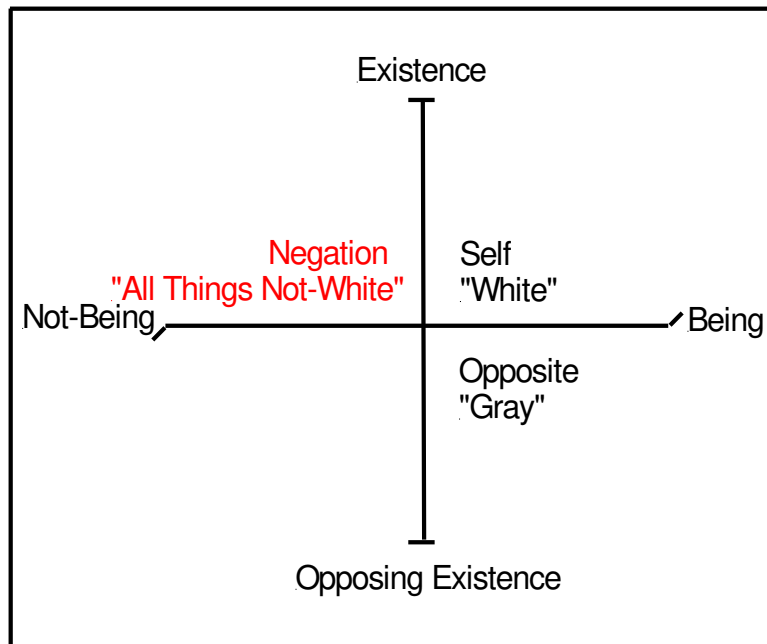 Existence
Negation
"All Things Not-White"
Self
"White"
Not-Being
Being
Opposite
"Gray"
Opposing Existence